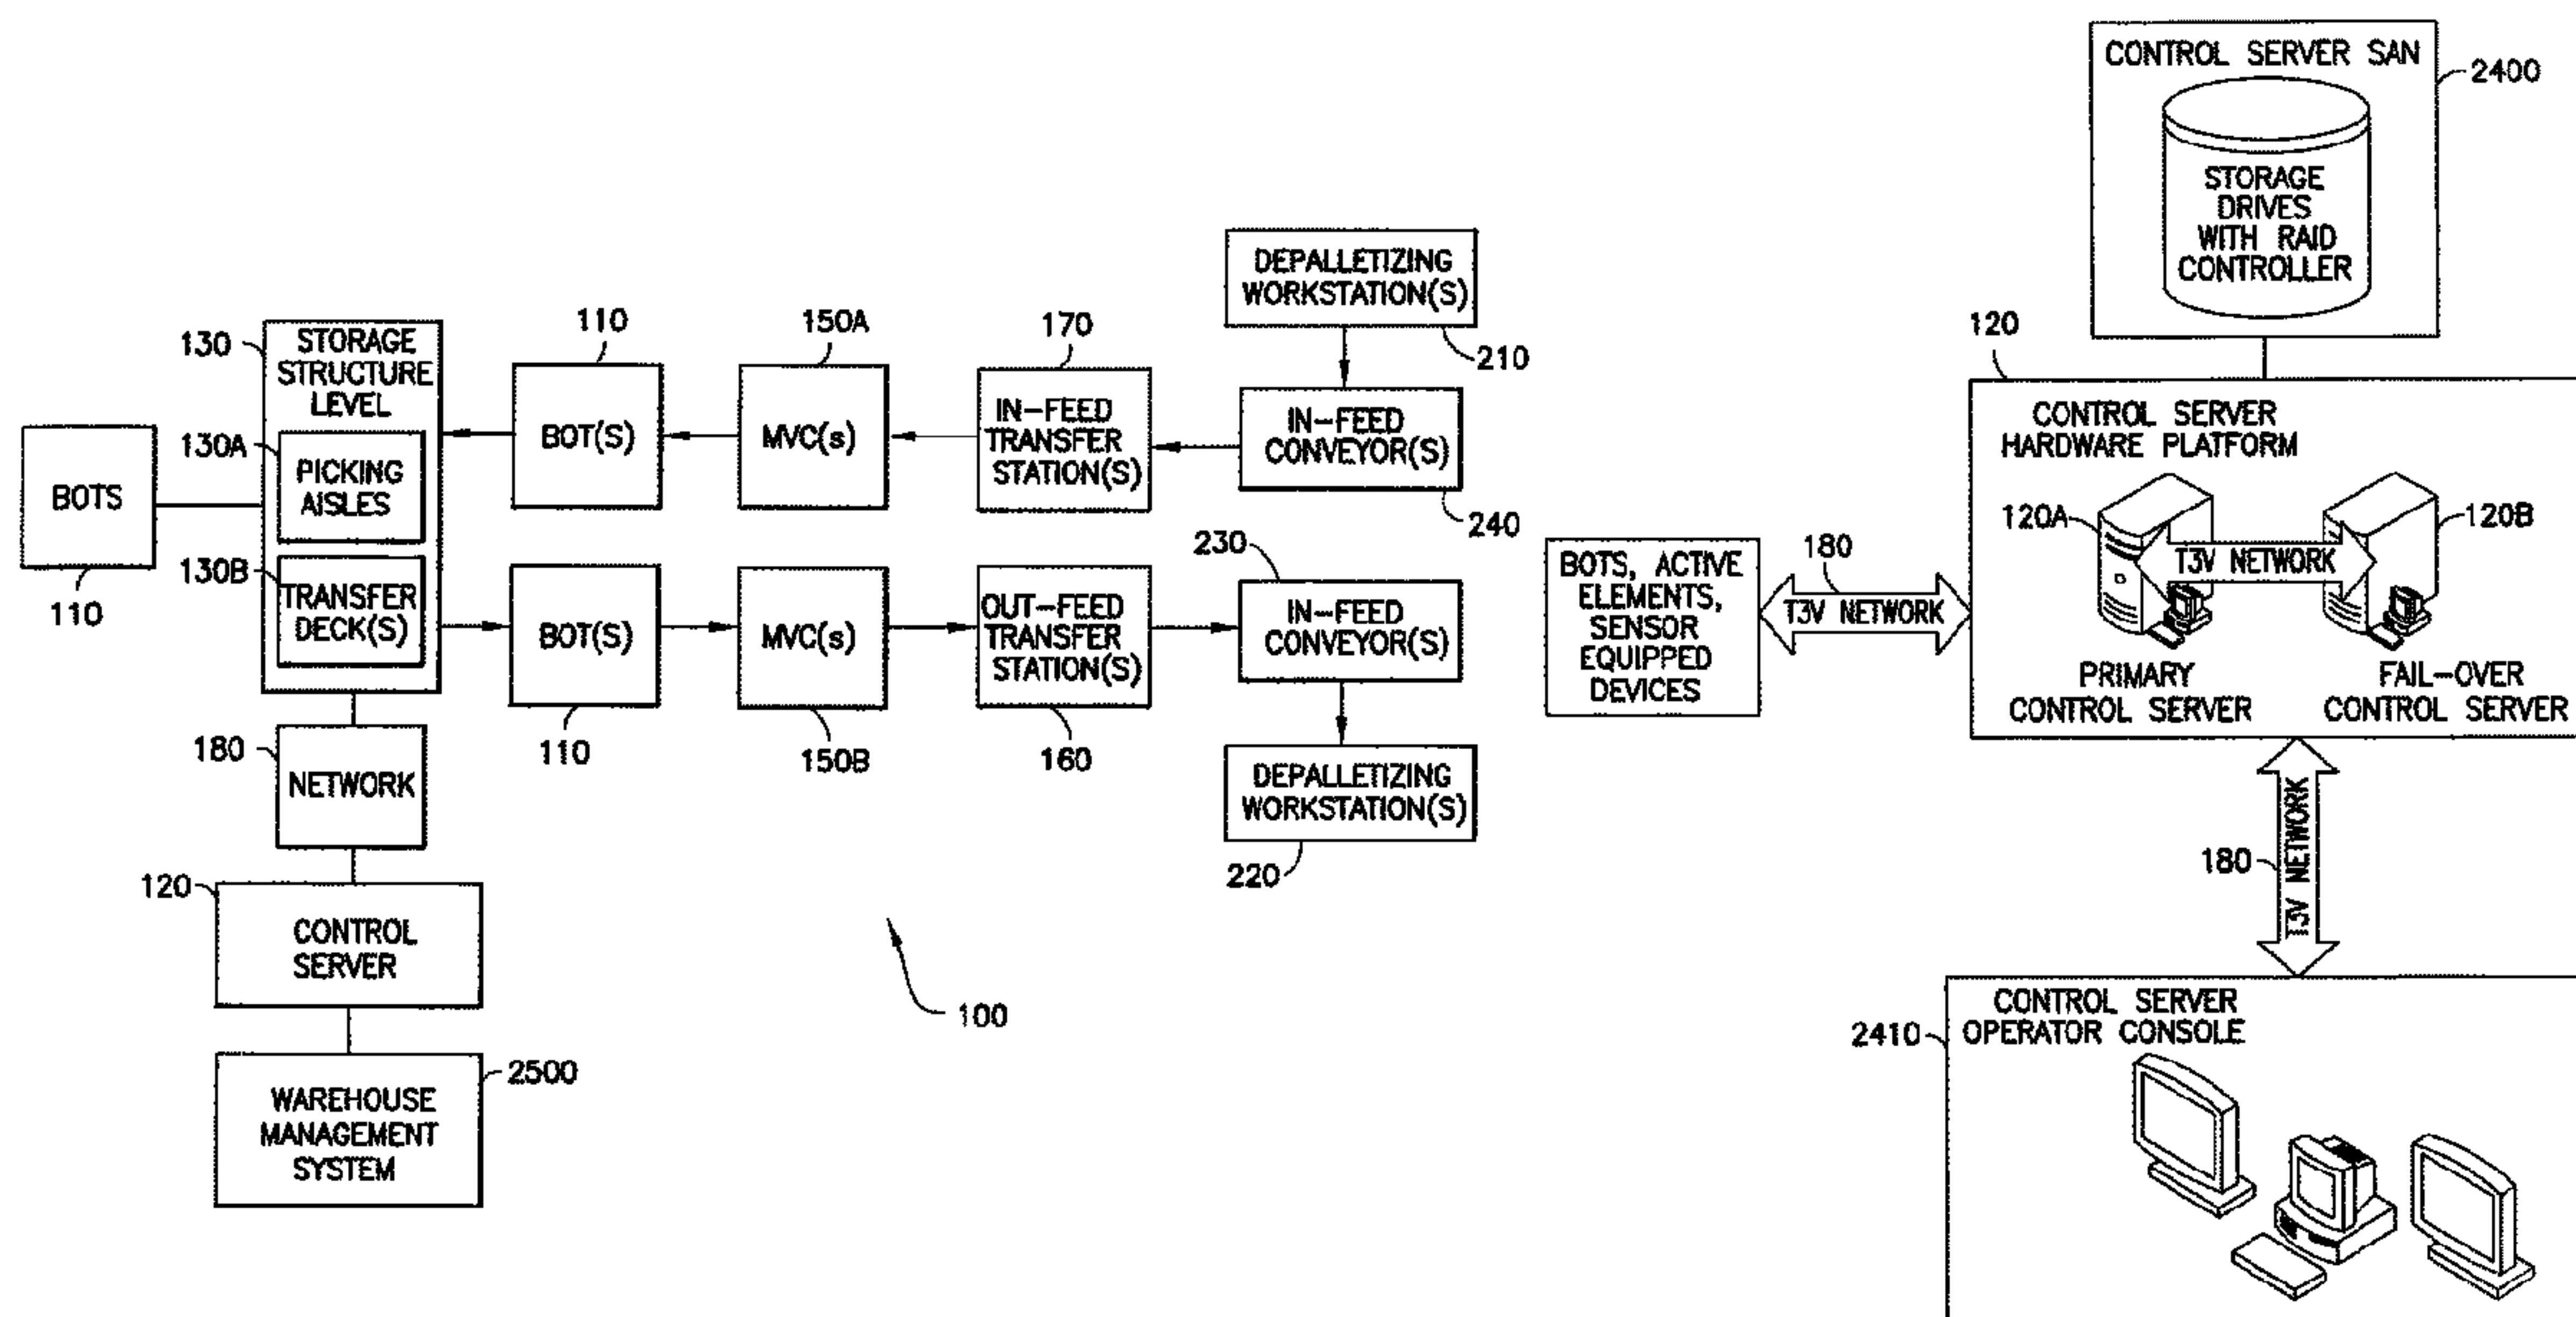 130
STORAGE
STRUCTURE
LEVEL
130A
PICKING
AISLES
130B
TRANSFER
DECK(S)
BOTS
110
110
BOT(S)
150A
MVC(s)
170
IN-FEED
TRANSFER
STATION(S)
DEPALLETIZING
WORKSTATION(S)
210
IN-FEED
CONVEYOR(S)
240
BOT(S)
110
MVC(s)
150B
OUT-FEED
TRANSFER
STATION(S)
160
230
IN-FEED
CONVEYOR(S)
DEPALLETIZING
WORKSTATION(S)
220
180
NETWORK
120
CONTROL
SERVER
2500
WAREHOUSE
MANAGEMENT
SYSTEM
100
CONTROL SERVER SAN
2400
STORAGE
DRIVES
WITH RAID
CONTROLLER
120
CONTROL SERVER
HARDWARE PLATFORM
120A
120B
T3V NETWORK
PRIMARY
CONTROL SERVER
FAIL-OVER
CONTROL SERVER
BOTS, ACTIVE
ELEMENTS,
SENSOR
EQUIPPED
DEVICES
180
T3V NETWORK
180
T3V NETWORK
2410
CONTROL SERVER
OPERATOR CONSOLE